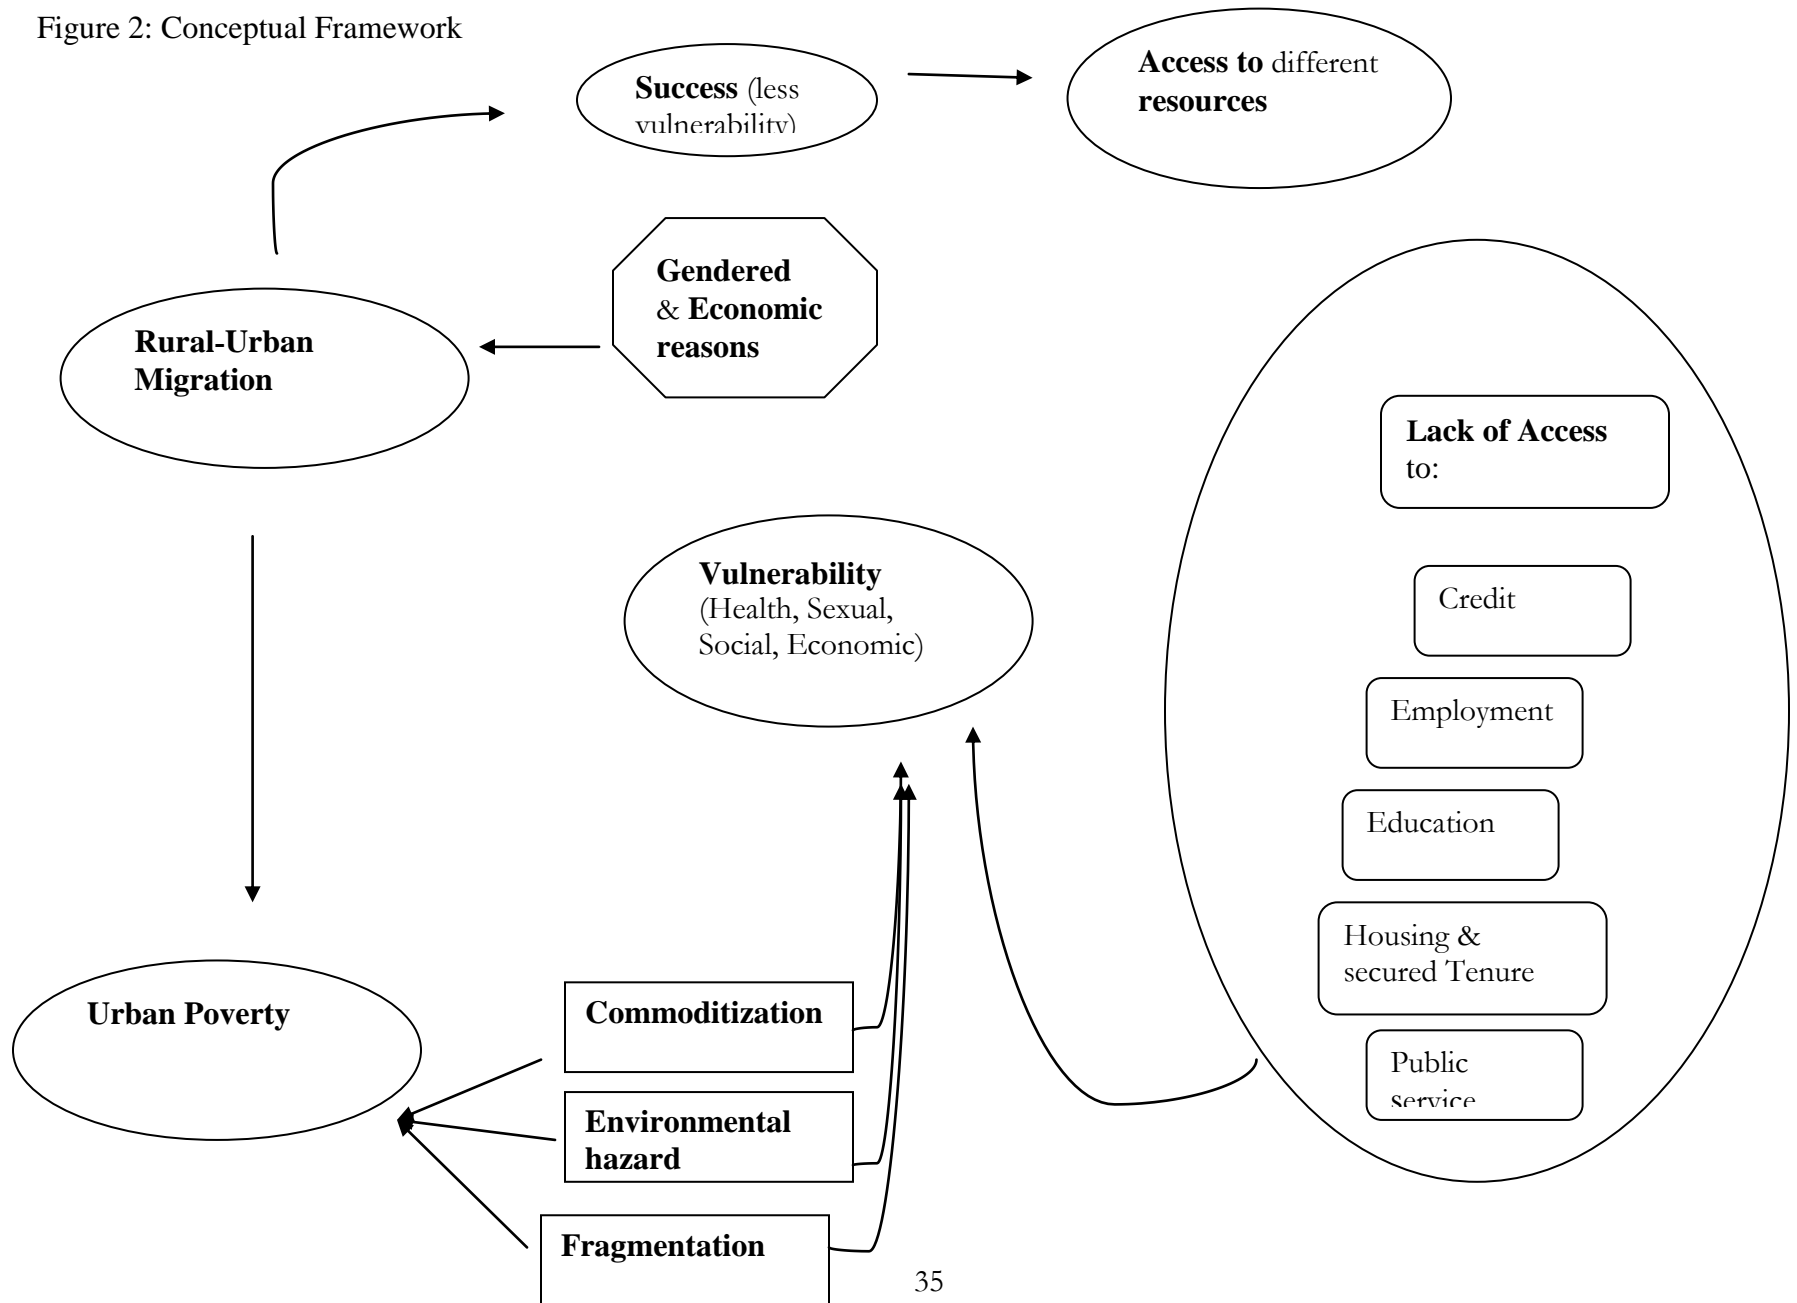 Figure 2: Conceptual Framework
Success (less
vulnerability)
Access to different
resources
Gendered
& Economic
reasons
Rural-Urban
Migration
Lack of Access
to:
Vulnerability
(Health, Sexual,
Social, Economic)
Credit
Employment
Education
Housing &
secured Tenure
Public
service
Urban Poverty
Commoditization
Environmental
hazard
Fragmentation
35